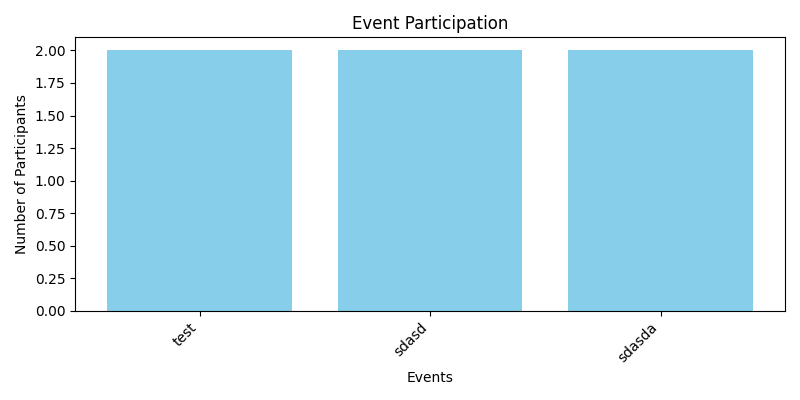 Event Participation
Number of Participants
2.00
1.75
1.50
1.25
1.00
0.75
0.50
0.25
0.00
test
sdasd
sdasda
Events